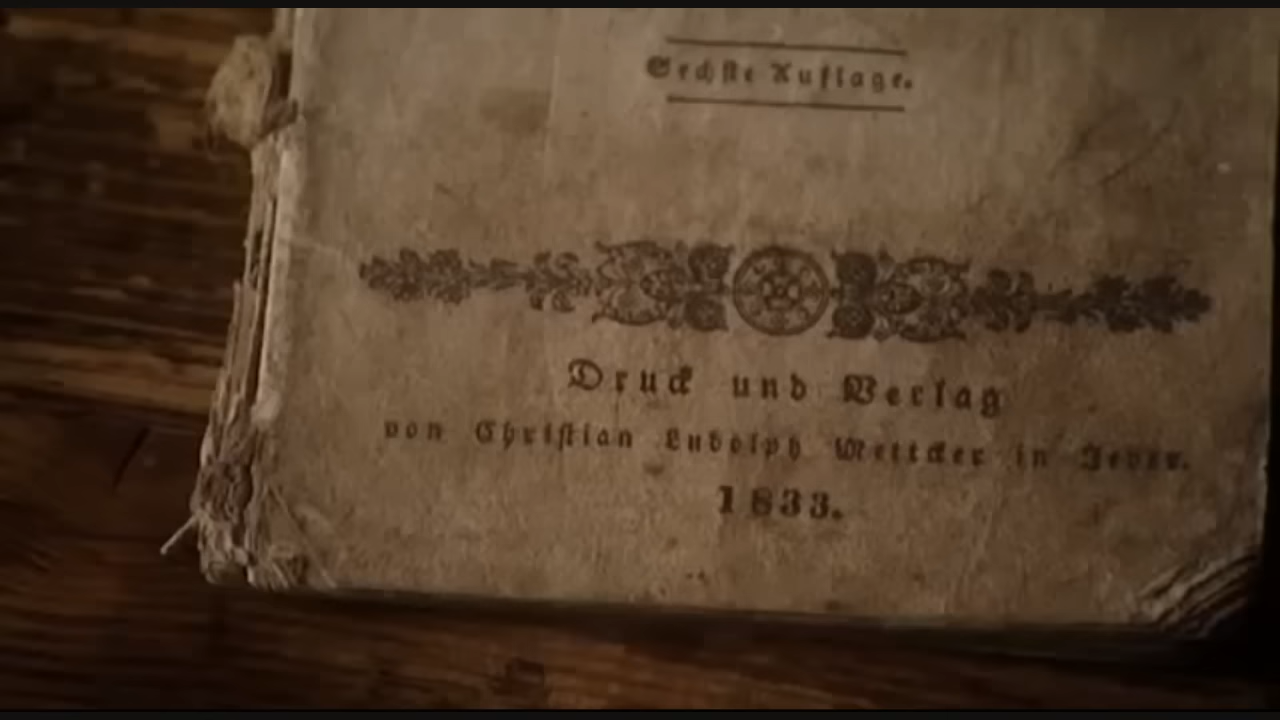 Sechste Auflage.
Druck und Verlag
von Christian Ludolph Mettcker in Jever.
1833.